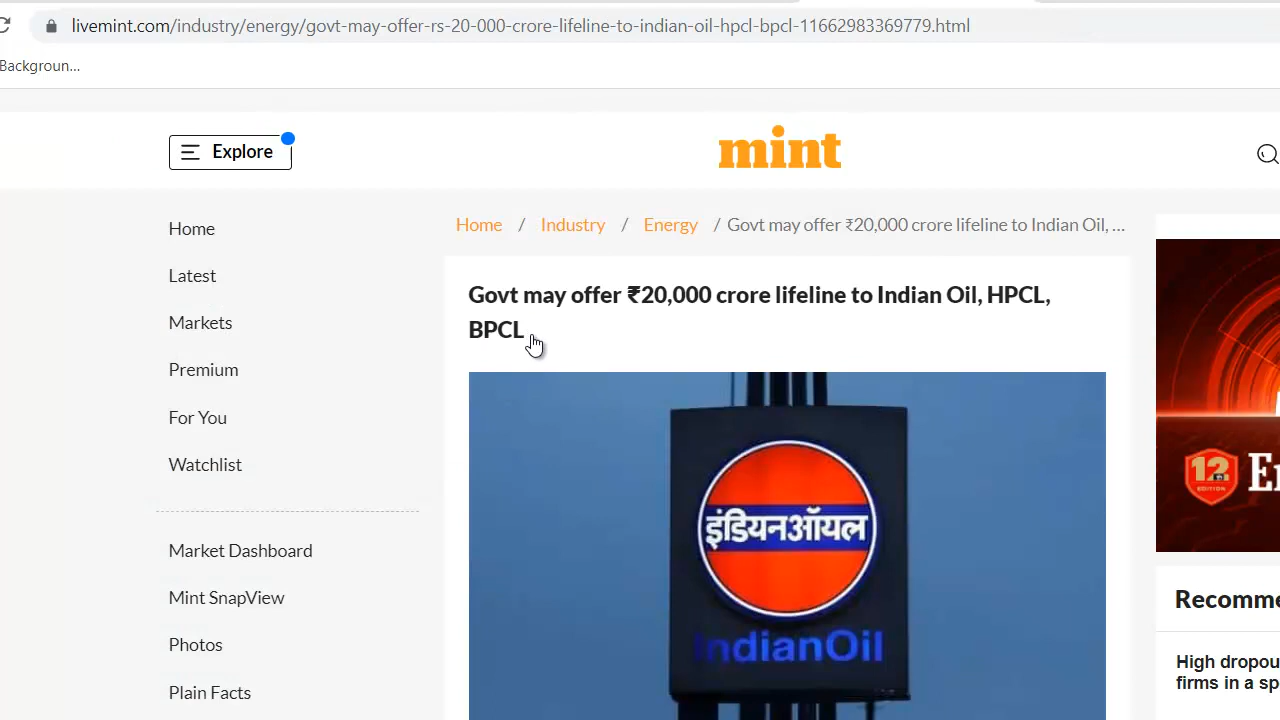 livemint.com/industry/energy/govt-may-offer-rs-20-000-crore-lifeline-to-indian-oil-hpcl-bpcl-11662983369779.html
Backgroun...
Explore
mint
Home
Latest
Markets
Premium
For You
Watchlist
Market Dashboard
Mint SnapView
Photos
Plain Facts
Home / Industry / Energy / Govt may offer ₹20,000 crore lifeline to Indian Oil, ...
Govt may offer ₹20,000 crore lifeline to Indian Oil, HPCL,
BPCL
इंडियनऑयल
IndianOil
12
EDITION
Recomme
High dropou
firms in a sp